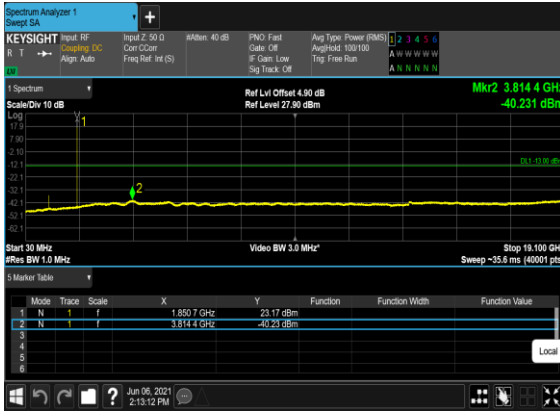 Spectrum Analyzer 1
Swept SA
+
KEYSIGHT Input: RF Input Z: 50 Ω #Atten: 40 dB PNO: Fast Avg Type: Power (RMS) 1 2 3 4 5 6
R T Coupling: DC Corr CCorr Gate: Off Avg|Hold: 100/100 A W W W W W
Align: Auto Freq Ref: Int (S) IF Gain: Low Trig: Free Run
Sig Track: Off A N N N N N
1 Spectrum Ref Lvl Offset 4.90 dB Mkr2 3.814 4 GHz
Scale/Div 10 dB Ref Level 27.90 dBm -40.231 dBm
Log
17.9
7.90
-2.10
-12.1
-22.1
-32.1
-42.1
-52.1
-62.1
1
2
DL1 -13.00 dBm
Start 30 MHz Video BW 3.0 MHz* Stop 19.100 GHz
#Res BW 1.0 MHz Sweep ~35.6 ms (40001 pts)
5 Marker Table
Mode Trace Scale X Y Function Function Width Function Value
1 N 1 f 1.850 7 GHz 23.17 dBm
2 N 1 f 3.814 4 GHz -40.23 dBm
3
4
5
6
Local
? Jun 06, 2021
2:13:12 PM